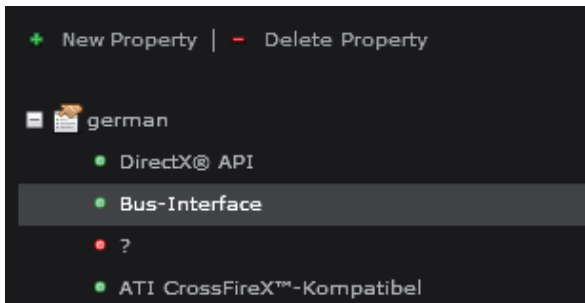 + New Property | - Delete Property
german
DirectX® API
Bus-Interface
?
ATI CrossFireX™-Kompatibel